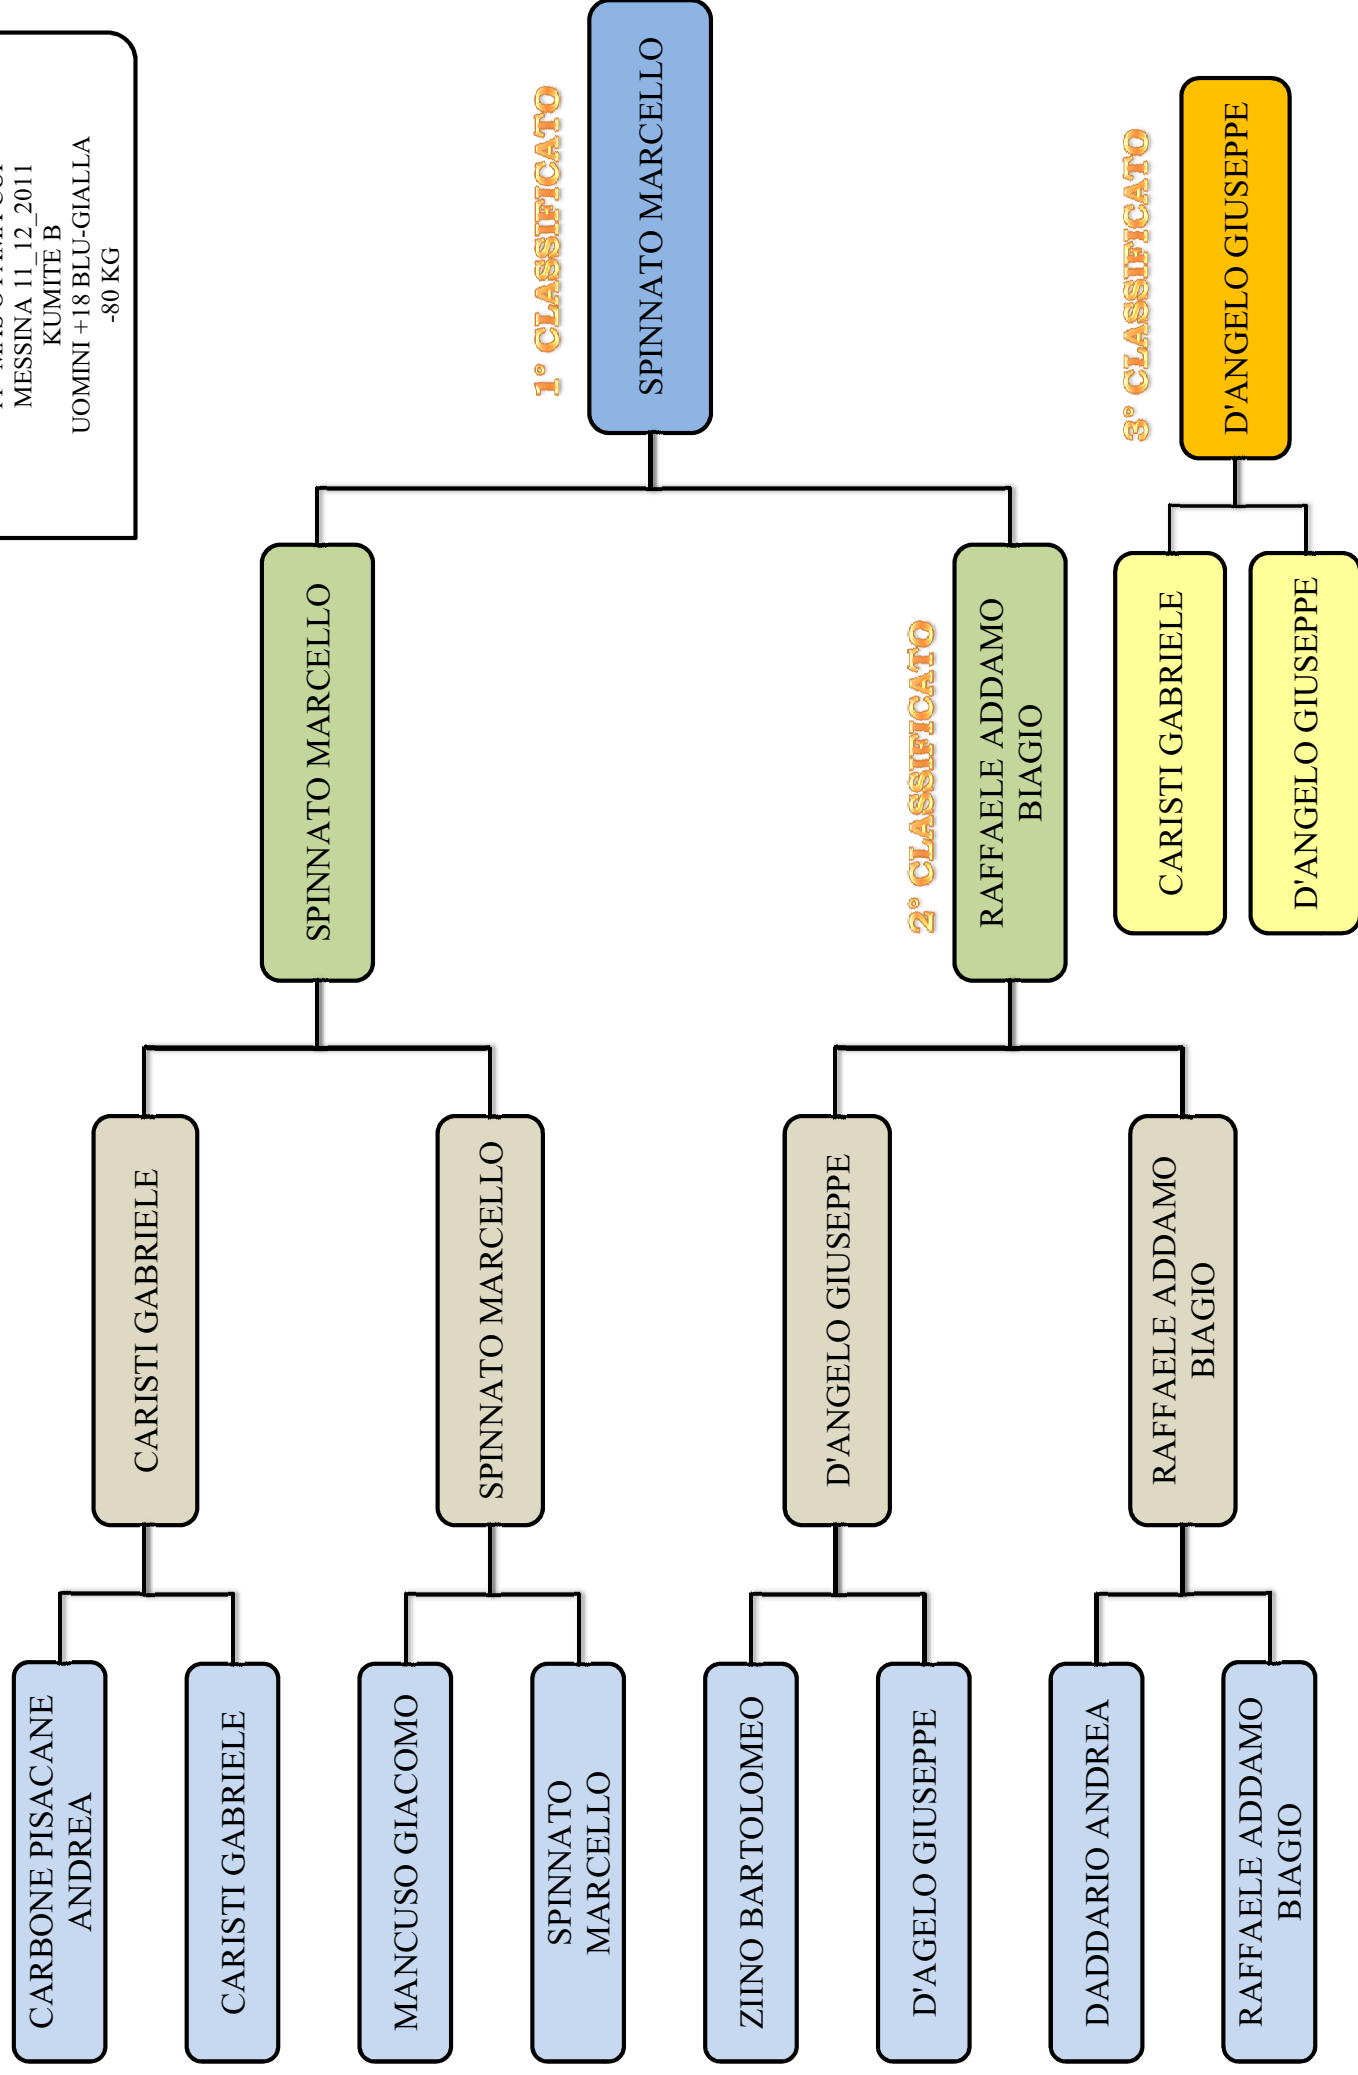 MESSINA 11_12_2011
KUMITE B
UOMINI +18 BLU-GIALLA
-80 KG
CARBONE PISACANE
ANDREA
CARISTI GABRIELE
MANCUSO GIACOMO
SPINNATO
MARCELLO
ZIINO BARTOLOMEO
D'AGELO GIUSEPPE
DADDARIO ANDREA
RAFFAELE ADDAMO
BIAGIO
CARISTI GABRIELE
SPINNATO MARCELLO
D'ANGELO GIUSEPPE
RAFFAELE ADDAMO
BIAGIO
SPINNATO MARCELLO
2° CLASSIFICATO
RAFFAELE ADDAMO
BIAGIO
1° CLASSIFICATO
SPINNATO MARCELLO
CARISTI GABRIELE
D'ANGELO GIUSEPPE
3° CLASSIFICATO
D'ANGELO GIUSEPPE